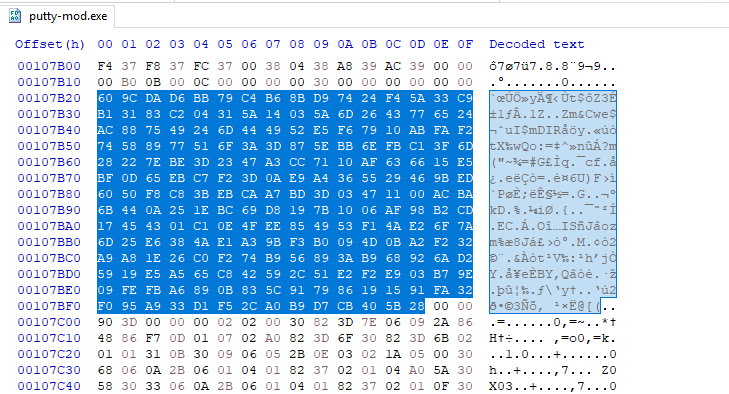 putty-mod.exe
Offset(h) 00 01 02 03 04 05 06 07 08 09 0A 0B 0C 0D 0E 0F Decoded text
00107B00 F4 37 F8 37 FC 37 00 38 04 38 A8 39 AC 39 00 00 ô7ø7ü7.8.8¨9¬9..
00107B10 00 B0 0B 00 0C 00 00 00 00 30 00 00 00 00 00 00 .°.......0......
00107B20 60 9C DA D6 BB 79 C4 B6 8B D9 74 24 F4 5A 33 C9 `œÚÖ»yÄ¶‹Ùt$ôZ3É
00107B30 B1 31 83 C2 04 31 5A 14 03 5A 6D 26 43 77 65 24 ±1ƒÂ.1Z..Zm&Cwe$
00107B40 AC 88 75 49 24 6D 44 49 52 E5 F6 79 10 AB FA F2 ¬ˆuI$mDIRåöy.«úò
00107B50 74 58 89 77 51 6F 3A 3D 87 5E BB 6E FB C1 3F 6D tX‰wQo:=‡^»nûÁ?m
00107B60 28 22 7E BE 3D 23 47 A3 CC 71 10 AF 63 66 15 E5 ("~¾=#G£Ìq.¯cf.å
00107B70 BF 0D 65 EB C7 F2 3D 0A E9 A4 36 55 29 46 9B ED ¿.eëÇò=.é¤6U)F›í
00107B80 60 50 F8 C8 3B EB CA A7 BD 3D 03 47 11 00 AC BA `PøÈ;ëÊ§½=.G..¬º
00107B90 6B 44 0A 25 1E BC 69 D8 19 7B 10 06 AF 98 B2 CD kD.%.¼iØ.{..¯˜²Í
00107BA0 17 45 43 01 C1 0E 4F EE 85 49 53 F1 4A E2 6F 7A .EC.Á.Oî…ISñJâoz
00107BB0 6D 25 E6 38 4A E1 A3 9B F3 B0 09 4D 0B A2 F2 32 m%æ8Já£›ó°.M.¢ò2
00107BC0 A9 A8 1E 26 C0 F2 74 B9 56 89 3A B9 68 92 6A D2 ©¨.&Àòt¹V‰:¹h’jÒ
00107BD0 59 19 E5 A5 65 C8 42 59 2C 51 E2 F2 E9 03 B7 9E Y.å¥eÈBY,Qâòé.·ž
00107BE0 09 FE FB A6 89 0B 83 5C 91 79 86 19 15 91 FA 32 .þû¦‰.ƒ\‘y†..‘ú2
00107BF0 F0 95 A9 33 D1 F5 2C A0 B9 D7 CB 40 5B 28 00 00 ð•©3Ñõ, ¹×Ë@[(..
00107C00 90 3D 00 00 00 02 02 00 30 82 3D 7E 06 09 2A 86 .=......0‚=~..*†
00107C10 48 86 F7 0D 01 07 02 A0 82 3D 6F 30 82 3D 6B 02 H†÷.... ‚=o0‚=k.
00107C20 01 01 31 0B 30 09 06 05 2B 0E 03 02 1A 05 00 30 ..1.0...+......0
00107C30 68 06 0A 2B 06 01 04 01 82 37 02 01 04 A0 5A 30 h..+....‚7... Z0
00107C40 58 30 33 06 0A 2B 06 01 04 01 82 37 02 01 0F 30 X03..+....‚7...0